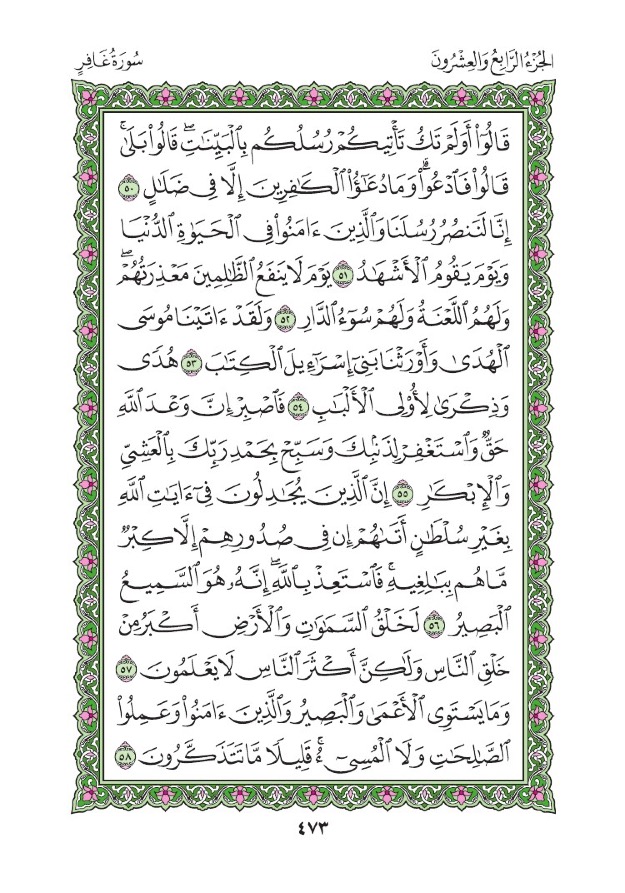 الجُزْءُ الرَّابِعُ وَالعِشْرُونَ
سُورَةُ غَافِرٍ
قَالُوٓاْ أَوَلَمْ تَكُ تَأْتِيكُمْ رُسُلُكُم بِٱلْبَيِّنَٰتِۖ قَالُواْ بَلَىٰۚ
قَالُواْ فَٱدْعُواْۗ وَمَا دُعَٰٓؤُاْ ٱلْكَٰفِرِينَ إِلَّا فِى ضَلَٰلٍ ٥٠
إِنَّا لَنَنصُرُ رُسُلَنَا وَٱلَّذِينَ ءَامَنُواْ فِى ٱلْحَيَوٰةِ ٱلدُّنْيَا
وَيَوْمَ يَقُومُ ٱلْأَشْهَٰدُ ٥١ يَوْمَ لَا يَنفَعُ ٱلظَّٰلِمِينَ مَعْذِرَتُهُمْۖ
وَلَهُمُ ٱللَّعْنَةُ وَلَهُمْ سُوٓءُ ٱلدَّارِ ٥٢ وَلَقَدْ ءَاتَيْنَا مُوسَى
ٱلْهُدَىٰ وَأَوْرَثْنَا بَنِىٓ إِسْرَٰٓءِيلَ ٱلْكِتَٰبَ ٥٣ هُدًى
وَذِكْرَىٰ لِأُوْلِى ٱلْأَلْبَٰبِ ٥٤ فَٱصْبِرْ إِنَّ وَعْدَ ٱللَّهِ
حَقٌّ وَٱسْتَغْفِرْ لِذَنۢبِكَ وَسَبِّحْ بِحَمْدِ رَبِّكَ بِٱلْعَشِىِّ
وَٱلْإِبْكَٰرِ ٥٥ إِنَّ ٱلَّذِينَ يُجَٰدِلُونَ فِىٓ ءَايَٰتِ ٱللَّهِ
بِغَيْرِ سُلْطَٰنٍ أَتَىٰهُمْ إِن فِى صُدُورِهِمْ إِلَّا كِبْرٌ
مَّا هُم بِبَٰلِغِيهِۚ فَٱسْتَعِذْ بِٱللَّهِۖ إِنَّهُۥ هُوَ ٱلسَّمِيعُ
ٱلْبَصِيرُ ٥٦ لَخَلْقُ ٱلسَّمَٰوَٰتِ وَٱلْأَرْضِ أَكْبَرُ مِنْ
خَلْقِ ٱلنَّاسِ وَلَٰكِنَّ أَكْثَرَ ٱلنَّاسِ لَا يَعْلَمُونَ ٥٧
وَمَا يَسْتَوِى ٱلْأَعْمَىٰ وَٱلْبَصِيرُ وَٱلَّذِينَ ءَامَنُواْ وَعَمِلُواْ
ٱلصَّٰلِحَٰتِ وَلَا ٱلْمُسِىٓءُۚ قَلِيلًا مَّا تَتَذَكَّرُونَ ٥٨
٤٧٣